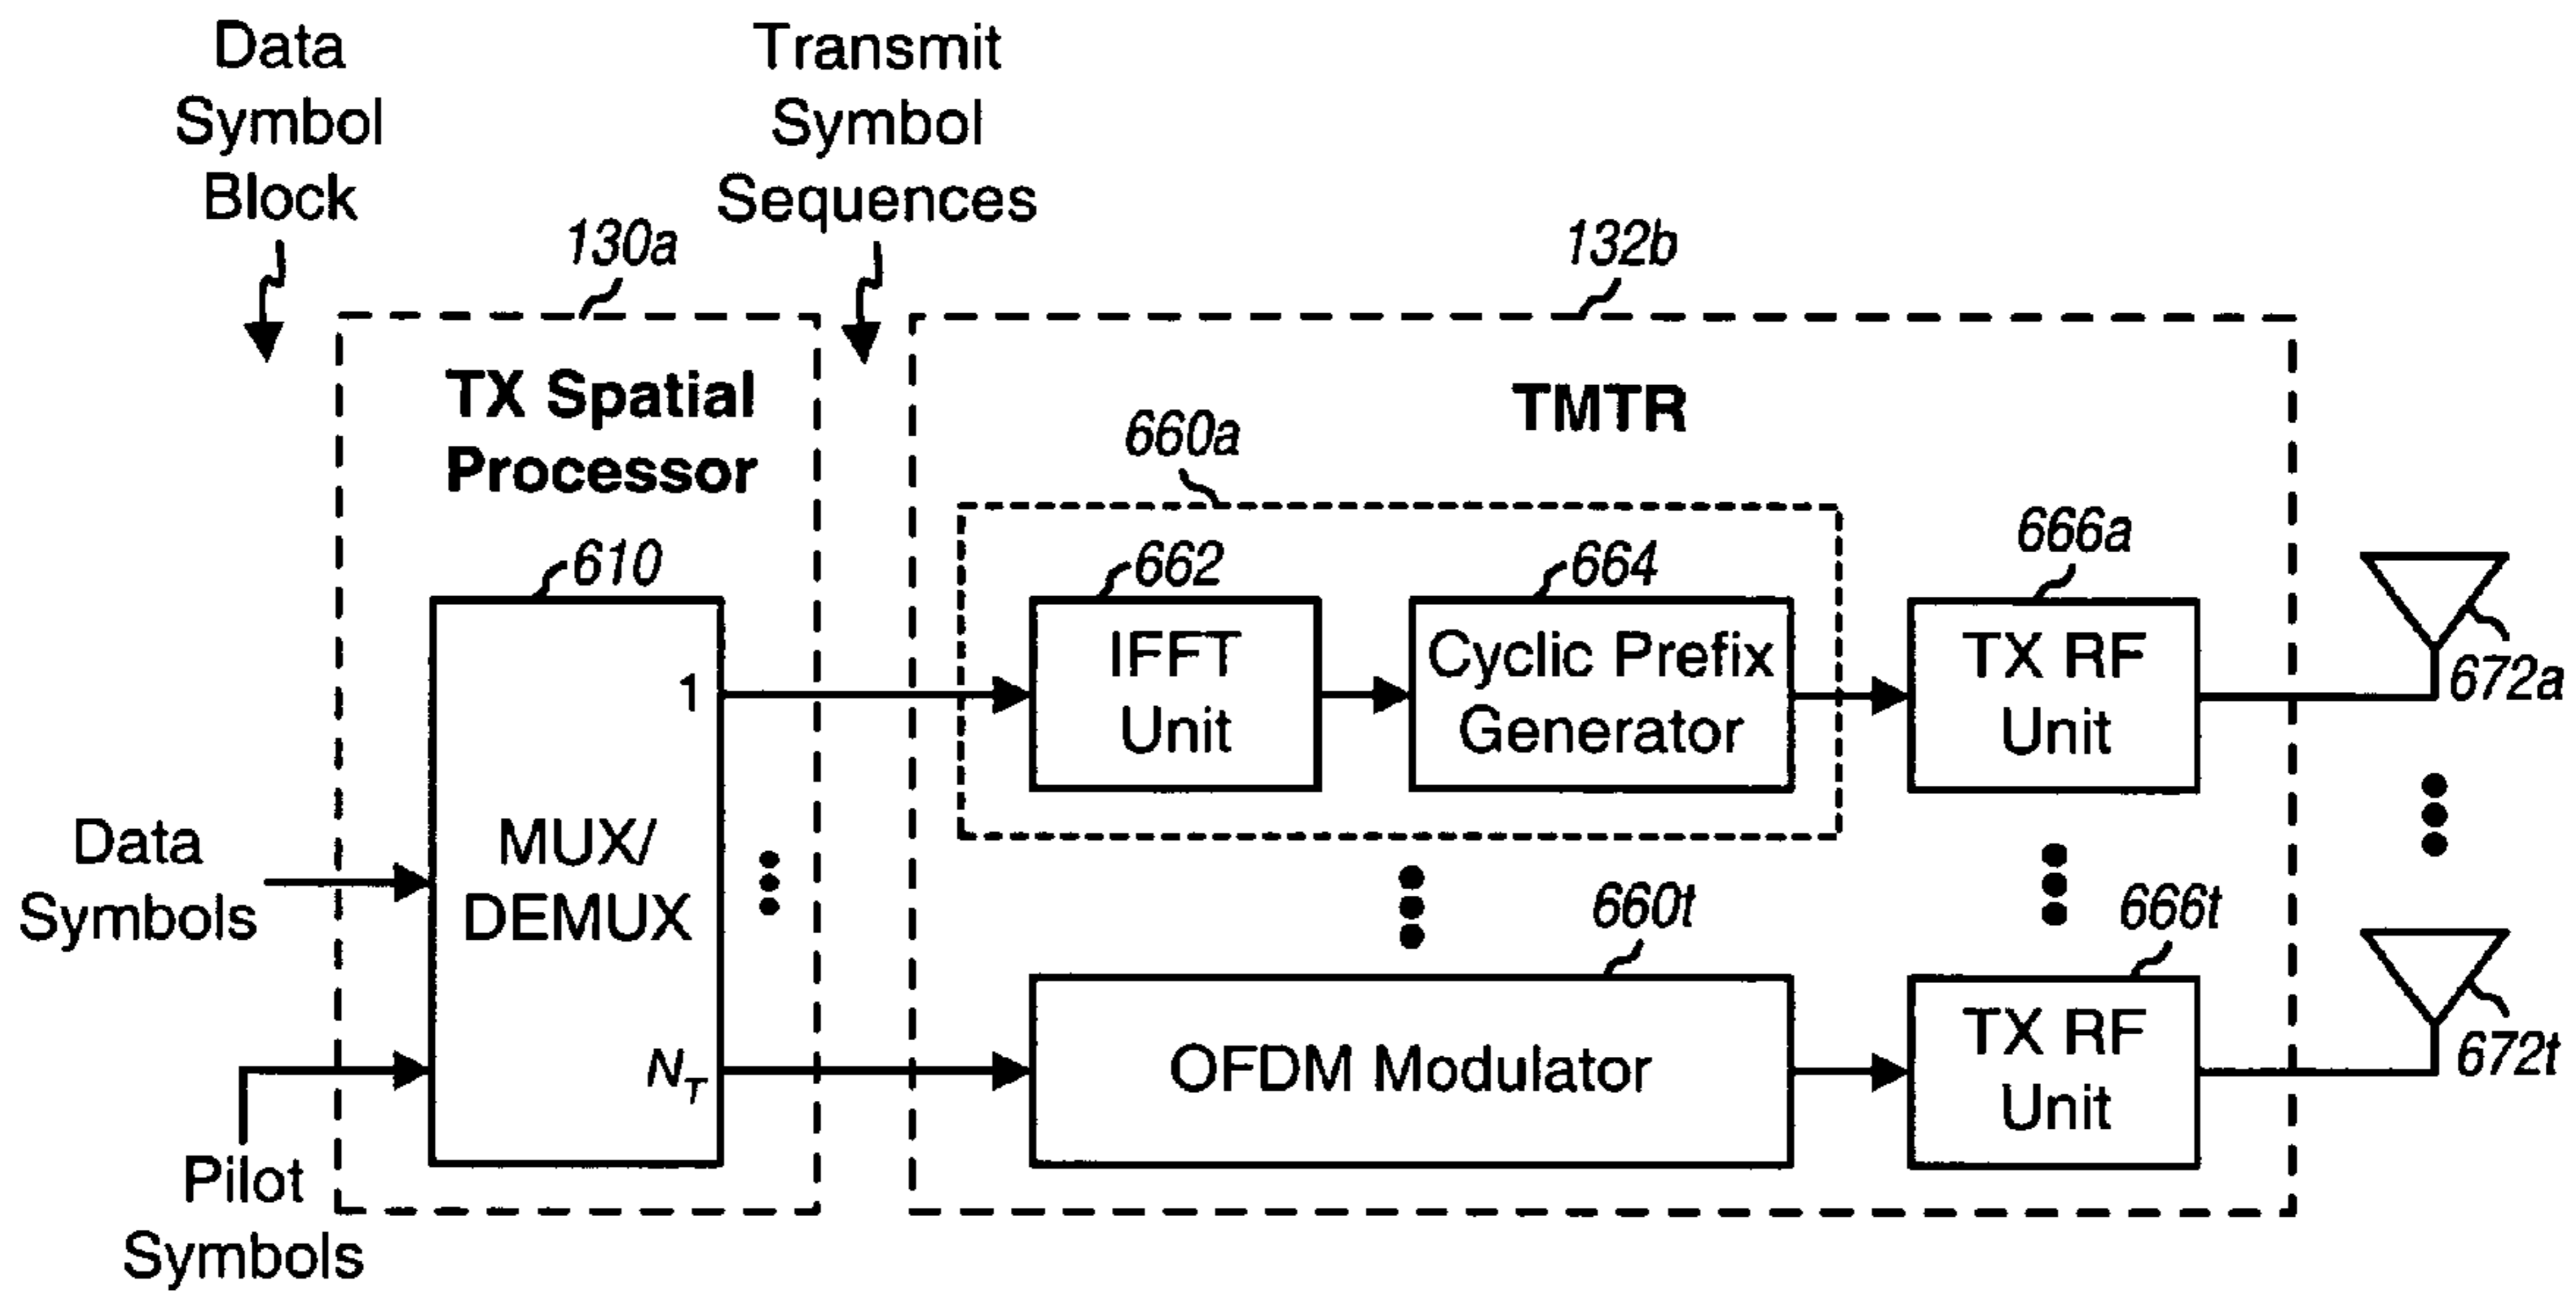 Data
Symbol
Block
Transmit
Symbol
Sequences
130a
132b
TX Spatial
Processor
TMTR
660a
610
662
664
666a
1
IFFT
Unit
Cyclic Prefix
Generator
TX RF
Unit
672a
Data
Symbols
MUX/
DEMUX
660t
666t
N_T
OFDM Modulator
TX RF
Unit
672t
Pilot
Symbols